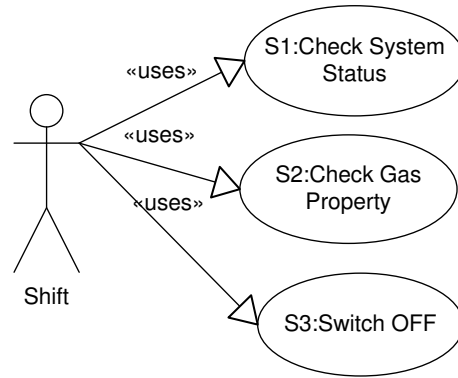 S1:Check System
Status
«uses»
«uses»
S2:Check Gas
Property
«uses»
Shift
S3:Switch OFF